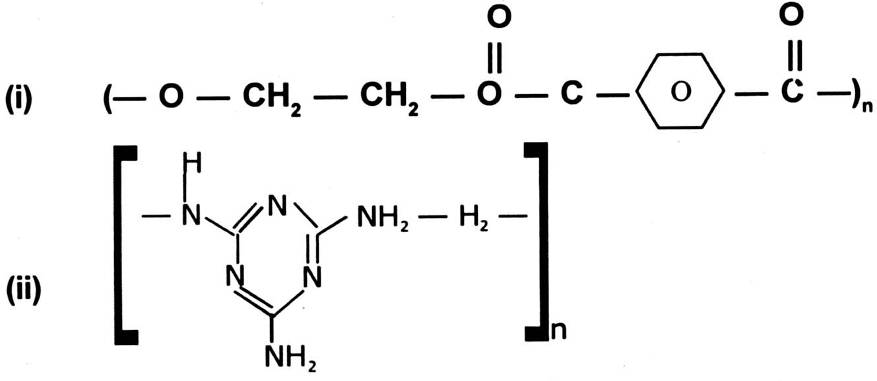 O O
(i) (— O — CH₂ — CH₂ — O — C — O — C —)ₙ
H
— N N NH₂ — H₂ —
N N
(ii)
n
NH₂